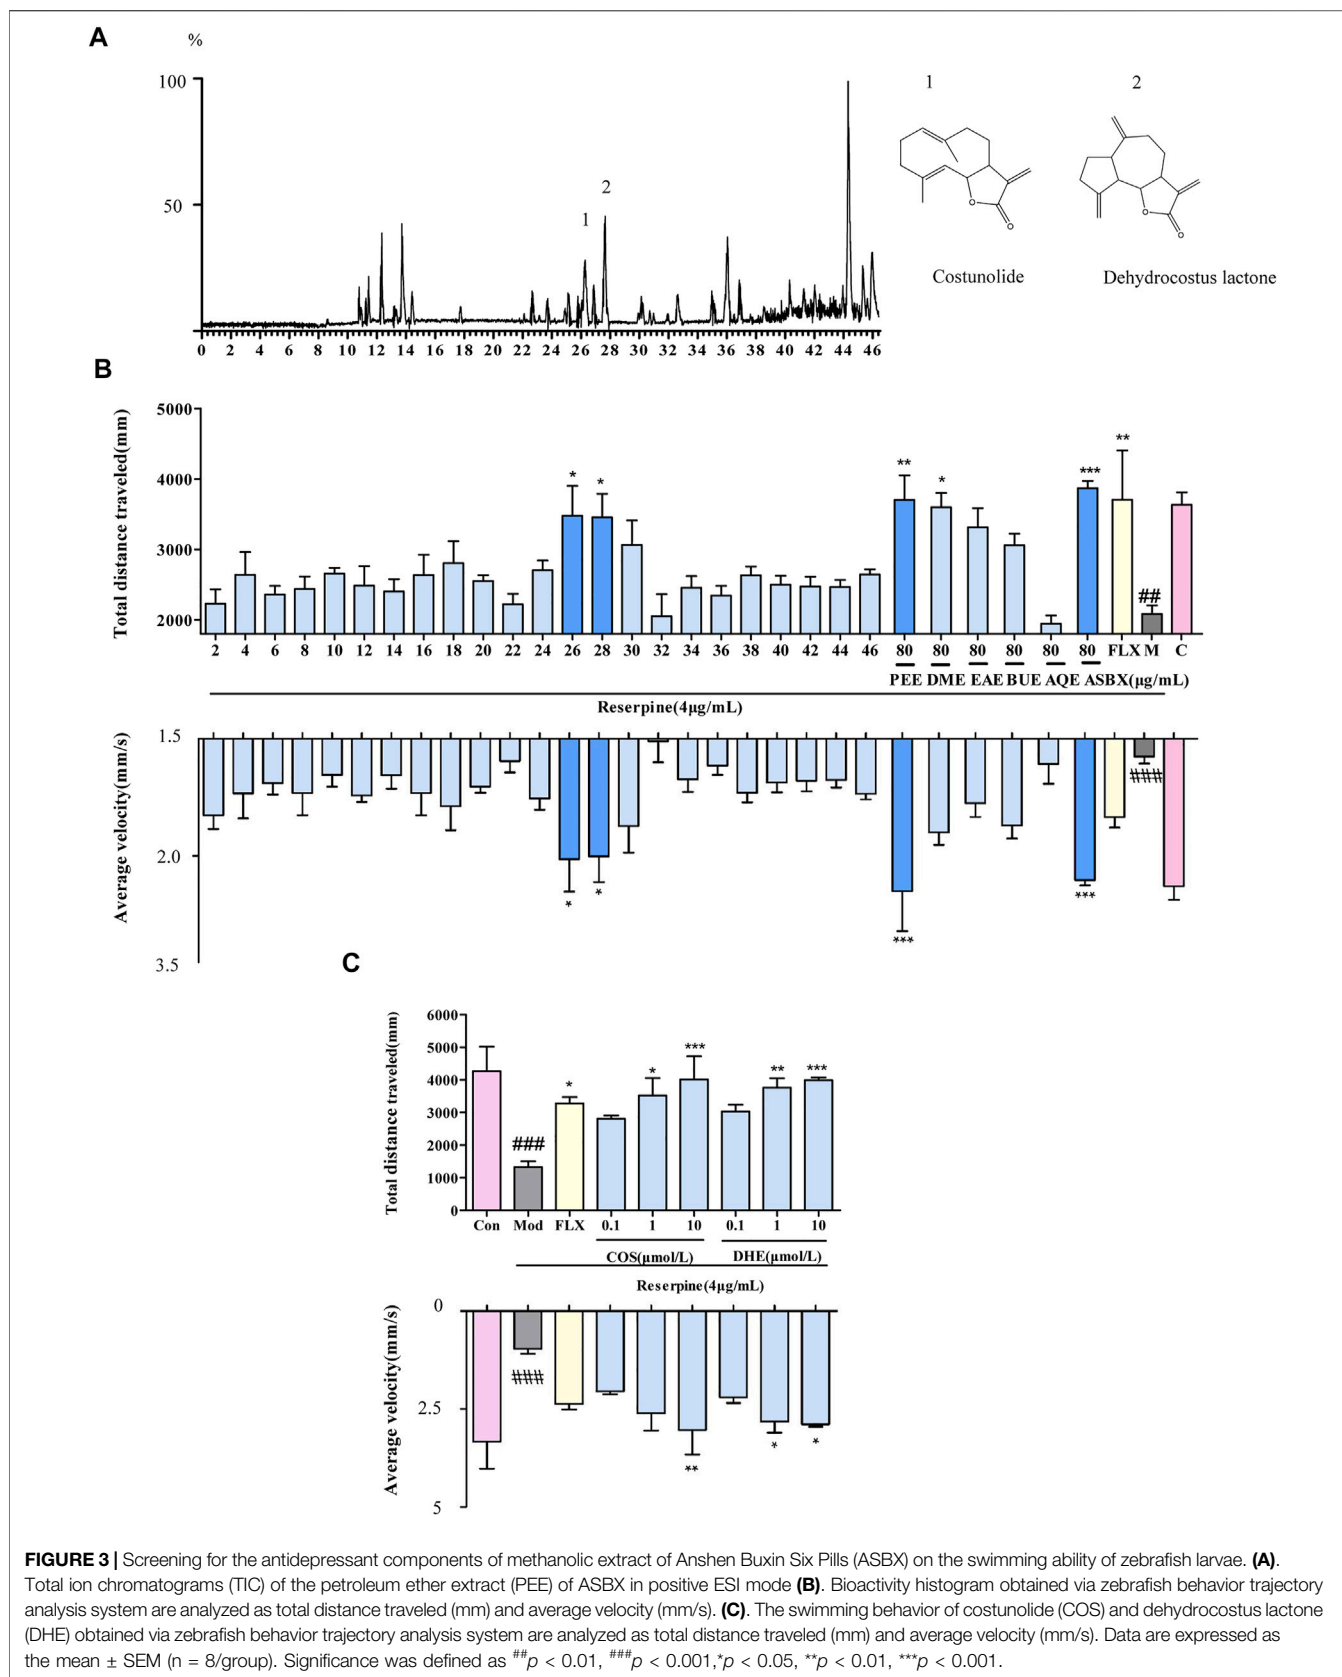 A
%
100
50
0
0 2 4 6 8 10 12 14 16 18 20 22 24 26 28 30 32 34 36 38 40 42 44 46
1
2
1
2
O
O
O
O
Costunolide
Dehydrocostus lactone
B
Total distance traveled(mm)
5000
4000
3000
2000
* * ** * *** ** ##
2 4 6 8 10 12 14 16 18 20 22 24 26 28 30 32 34 36 38 40 42 44 46 80 80 80 80 80 80 FLX M C
PEE DME EAE BUE AQE ASBX(μg/mL)
Reserpine(4μg/mL)
Average velocity(mm/s)
1.5
2.0
3.5
* * *** *** ###
C
Total distance traveled(mm)
6000
5000
4000
3000
2000
1000
0
### * * *** ** ***
Con Mod FLX 0.1 1 10 0.1 1 10
COS(μmol/L) DHE(μmol/L)
Reserpine(4μg/mL)
Average velocity(mm/s)
0
2.5
5
### ** * *
FIGURE 3 | Screening for the antidepressant components of methanolic extract of Anshen Buxin Six Pills (ASBX) on the swimming ability of zebrafish larvae. (A).
Total ion chromatograms (TIC) of the petroleum ether extract (PEE) of ASBX in positive ESI mode (B). Bioactivity histogram obtained via zebrafish behavior trajectory
analysis system are analyzed as total distance traveled (mm) and average velocity (mm/s). (C). The swimming behavior of costunolide (COS) and dehydrocostus lactone
(DHE) obtained via zebrafish behavior trajectory analysis system are analyzed as total distance traveled (mm) and average velocity (mm/s). Data are expressed as
the mean ± SEM (n = 8/group). Significance was defined as ##p < 0.01, ###p < 0.001,*p < 0.05, **p < 0.01, ***p < 0.001.